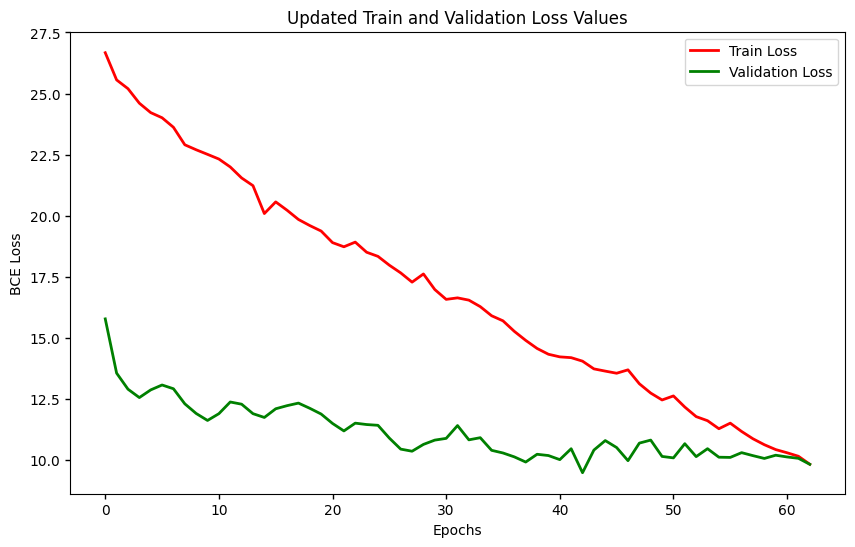 Updated Train and Validation Loss Values
27.5
25.0
22.5
20.0
17.5
15.0
12.5
10.0
BCE Loss
Train Loss
Validation Loss
0 10 20 30 40 50 60
Epochs